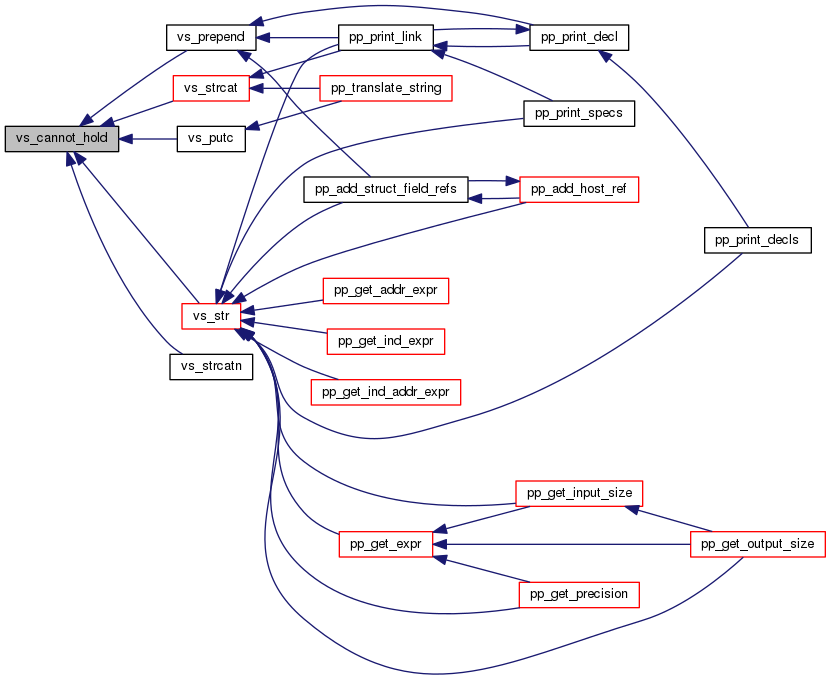 vs_prepend
pp_print_link
pp_print_decl
vs_strcat
pp_translate_string
pp_print_specs
vs_cannot_hold
vs_putc
pp_add_struct_field_refs
pp_add_host_ref
pp_print_decls
pp_get_addr_expr
vs_str
pp_get_ind_expr
vs_strcatn
pp_get_ind_addr_expr
pp_get_input_size
pp_get_expr
pp_get_output_size
pp_get_precision